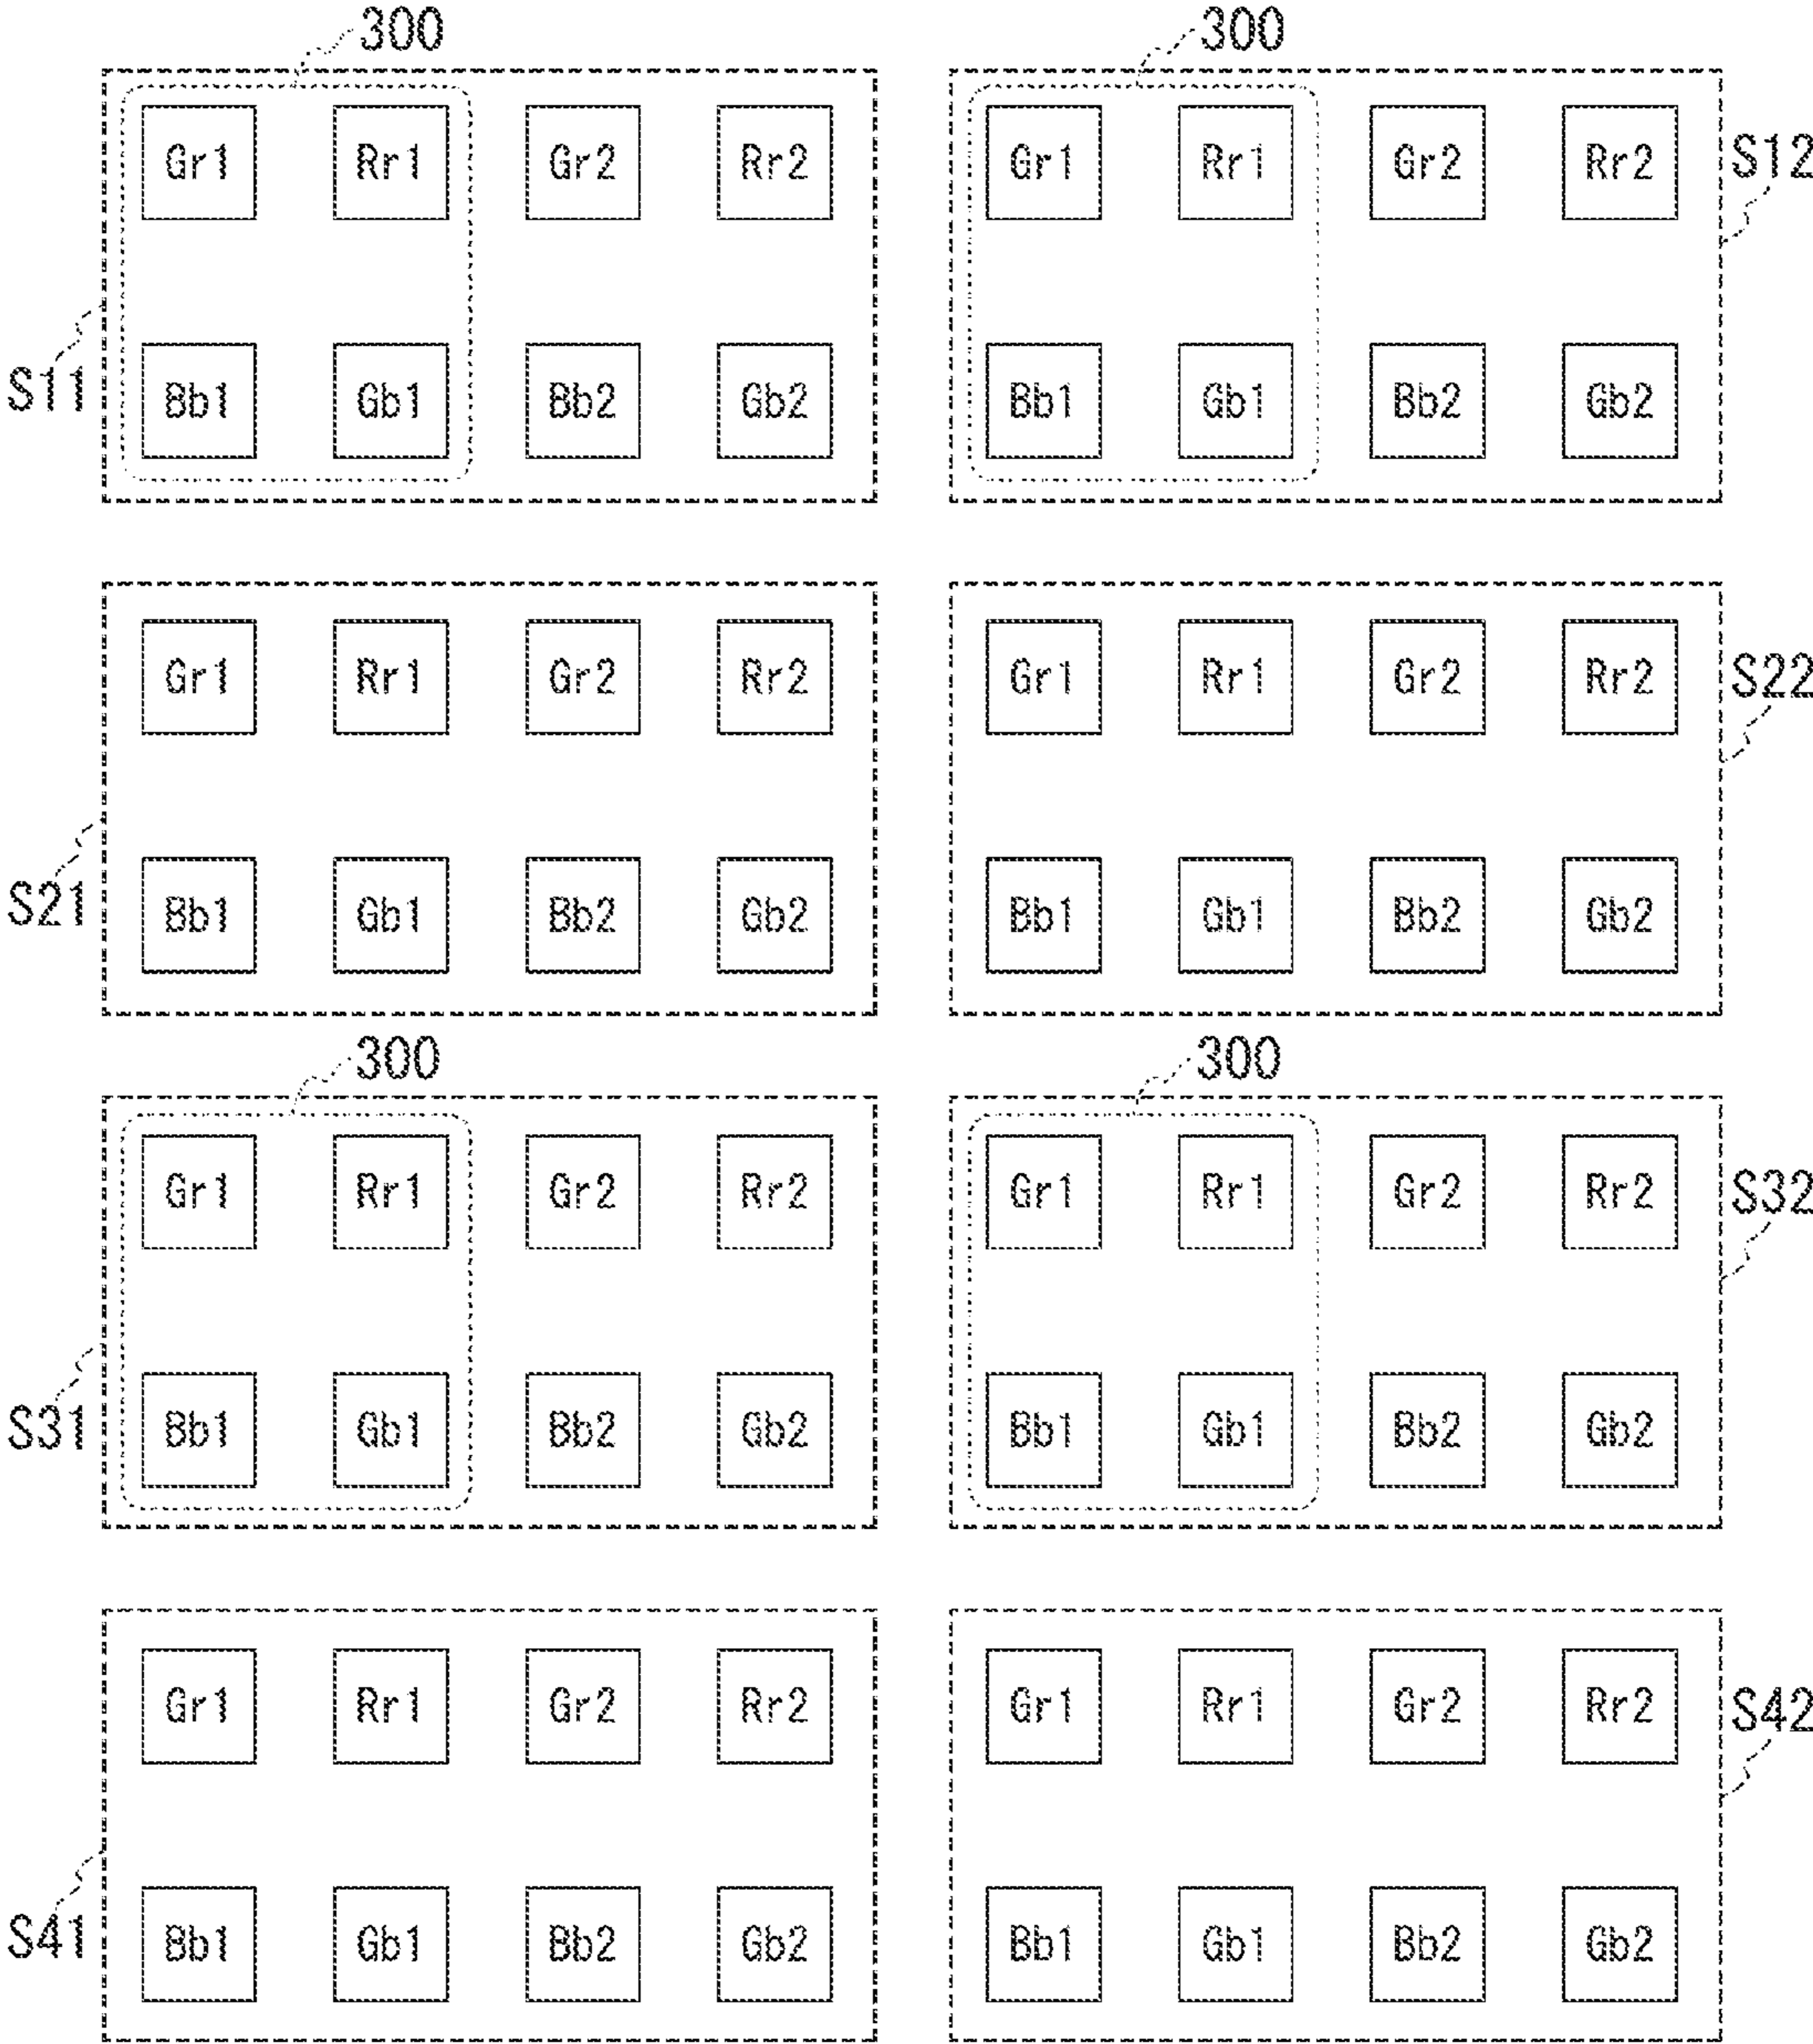 300 300
Gr1 Rr1 Gr2 Rr2 Gr1 Rr1 Gr2 Rr2 S12
S11 Bb1 Gb1 Bb2 Gb2 Bb1 Gb1 Bb2 Gb2
Gr1 Rr1 Gr2 Rr2 Gr1 Rr1 Gr2 Rr2 S22
S21 Bb1 Gb1 Bb2 Gb2 Bb1 Gb1 Bb2 Gb2
300 300
Gr1 Rr1 Gr2 Rr2 Gr1 Rr1 Gr2 Rr2 S32
S31 Bb1 Gb1 Bb2 Gb2 Bb1 Gb1 Bb2 Gb2
Gr1 Rr1 Gr2 Rr2 Gr1 Rr1 Gr2 Rr2 S42
S41 Bb1 Gb1 Bb2 Gb2 Bb1 Gb1 Bb2 Gb2